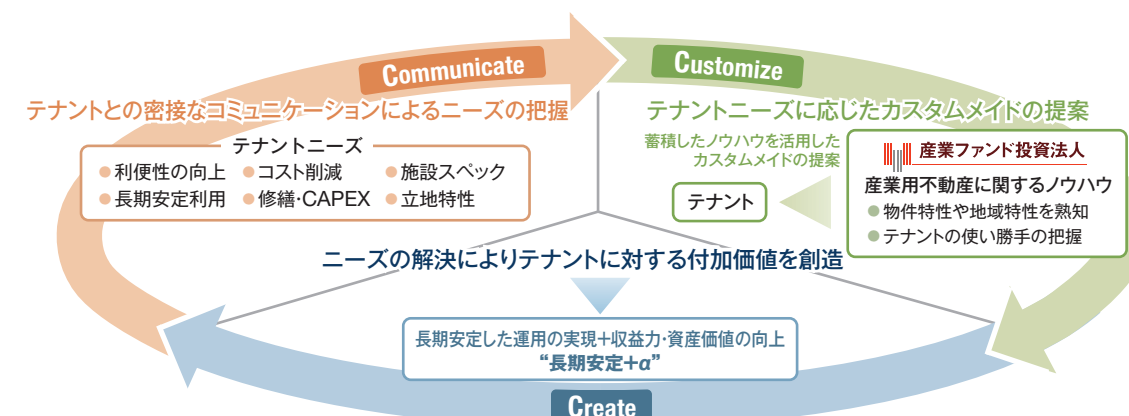 Communicate
テナントとの密接なコミュニケーションによるニーズの把握
テナントニーズ
●利便性の向上 ●コスト削減 ●施設スペック
●長期安定利用 ●修繕・CAPEX ●立地特性
Customize
テナントニーズに応じたカスタムメイドの提案
蓄積したノウハウを活用した
カスタムメイドの提案
テナント
産業ファンド投資法人
産業用不動産に関するノウハウ
●物件特性や地域特性を熟知
●テナントの使い勝手の把握
ニーズの解決によりテナントに対する付加価値を創造
長期安定した運用の実現+収益力・資産価値の向上
“長期安定+α”
Create